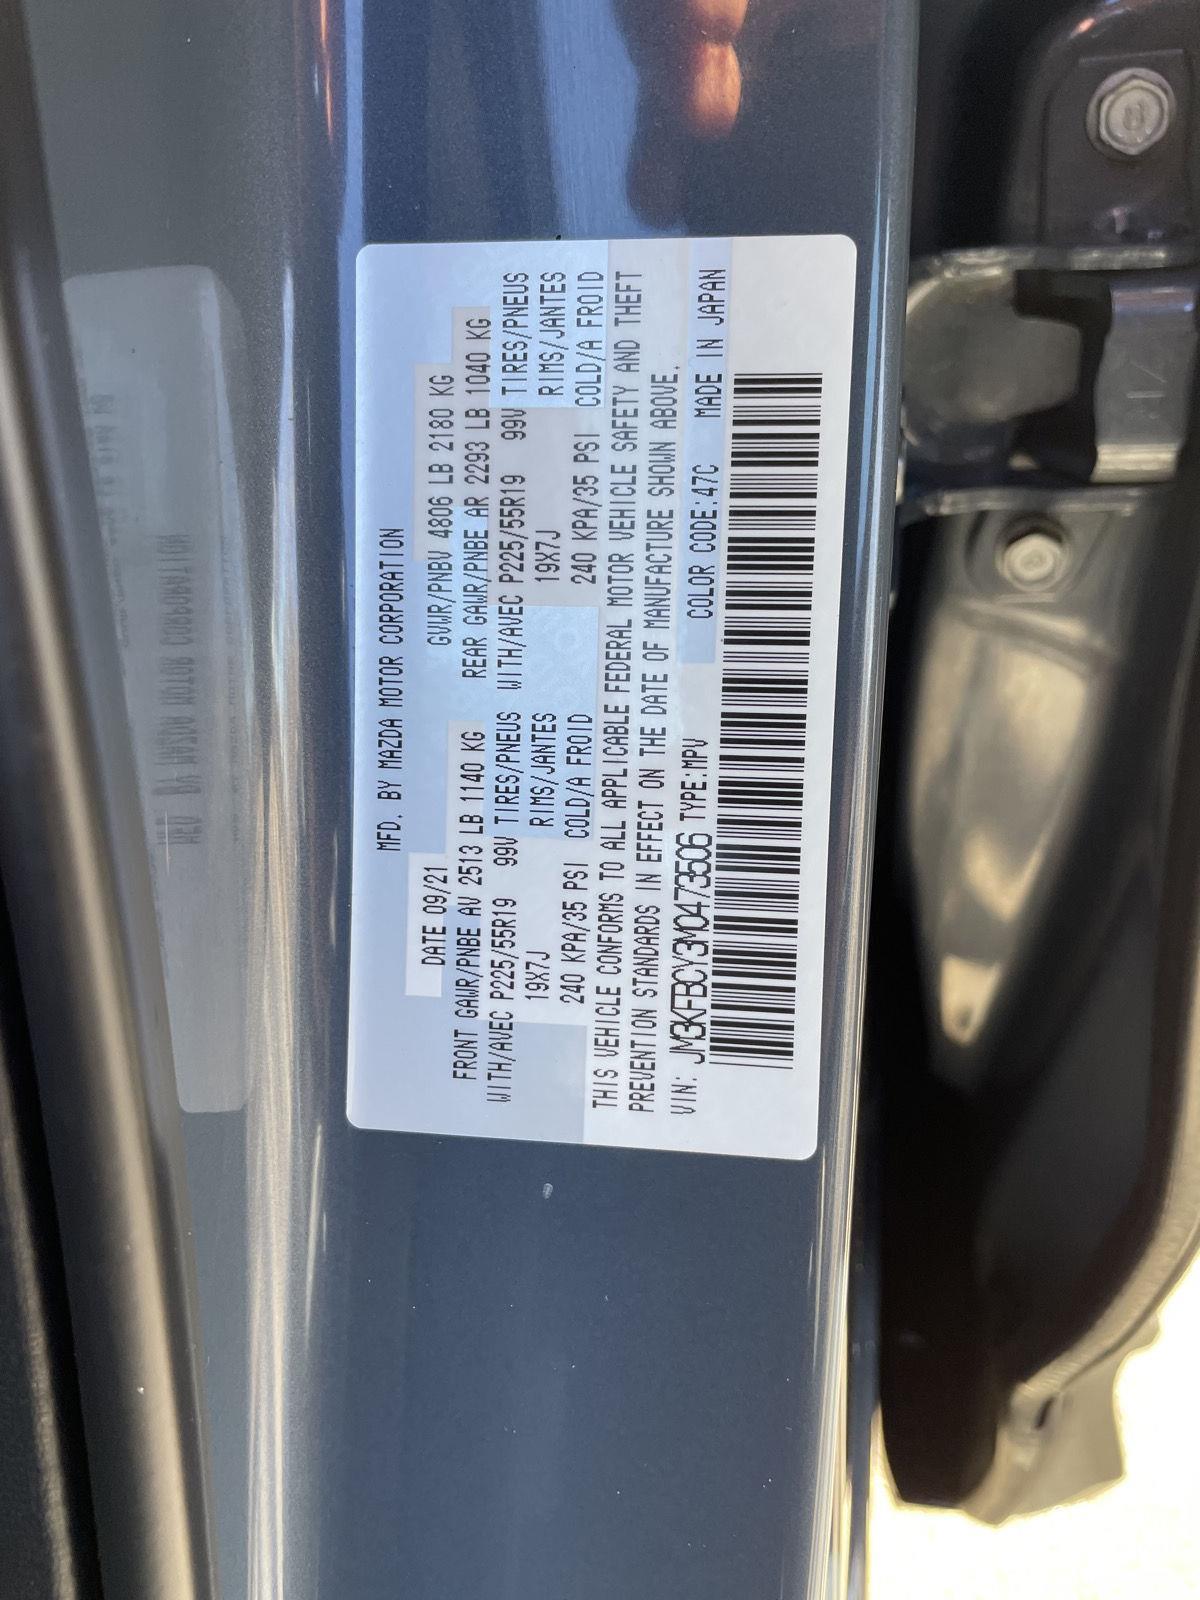 MFD. BY MAZDA MOTOR CORPORATION
DATE 09/21 GVWR/PNBV 4806 LB 2180 KG
FRONT GAWR/PNBE AV 2513 LB 1140 KG REAR GAWR/PNBE AR 2293 LB 1040 KG
WITH/AVEC P225/55R19 99V TIRES/PNEUS WITH/AVEC P225/55R19 99V TIRES/PNEUS
19X7J RIMS/JANTES 19X7J RIMS/JANTES
240 KPA/35 PSI COLD/A FROID 240 KPA/35 PSI COLD/A FROID
THIS VEHICLE CONFORMS TO ALL APPLICABLE FEDERAL MOTOR VEHICLE SAFETY AND THEFT
PREVENTION STANDARDS IN EFFECT ON THE DATE OF MANUFACTURE SHOWN ABOVE.
VIN: JM3KFBCY3M0473506 TYPE:MPV COLOR CODE:47C MADE IN JAPAN